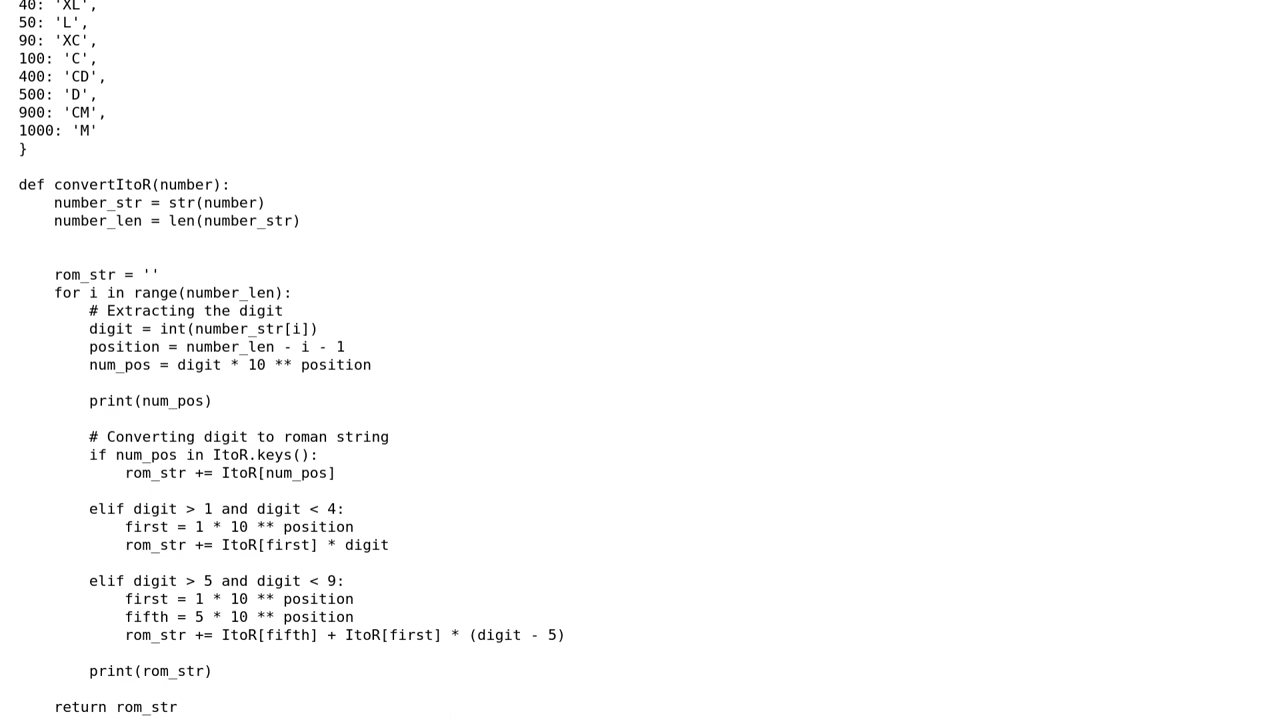 40: 'XL',
50: 'L',
90: 'XC',
100: 'C',
400: 'CD',
500: 'D',
900: 'CM',
1000: 'M'
}

def convertItoR(number):
    number_str = str(number)
    number_len = len(number_str)


    rom_str = ''
    for i in range(number_len):
        # Extracting the digit
        digit = int(number_str[i])
        position = number_len - i - 1
        num_pos = digit * 10 ** position

        print(num_pos)

        # Converting digit to roman string
        if num_pos in ItoR.keys():
            rom_str += ItoR[num_pos]

        elif digit > 1 and digit < 4:
            first = 1 * 10 ** position
            rom_str += ItoR[first] * digit

        elif digit > 5 and digit < 9:
            first = 1 * 10 ** position
            fifth = 5 * 10 ** position
            rom_str += ItoR[fifth] + ItoR[first] * (digit - 5)

        print(rom_str)

    return rom_str